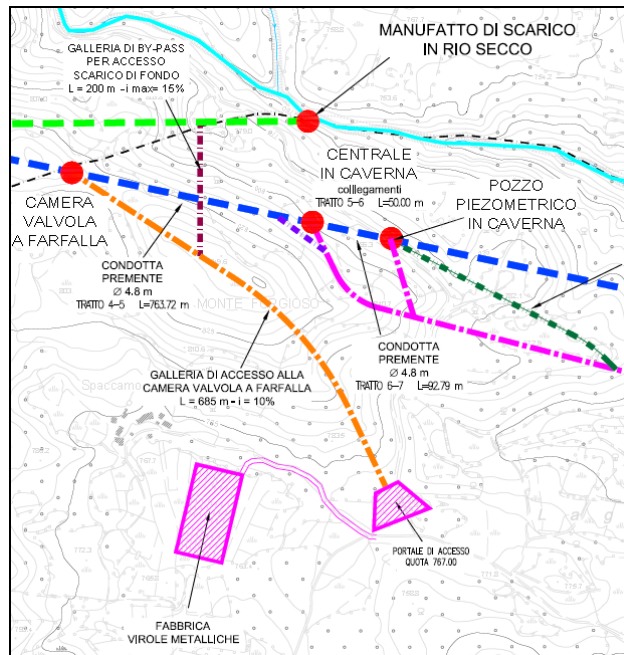 GALLERIA DI BY-PASS
PER ACCESSO
SCARICO DI FONDO
L = 200 m - i max= 15%
MANUFATTO DI SCARICO
IN RIO SECCO
CENTRALE
IN CAVERNA
colllegamenti
TRATTO 5-6 L=50.00 m
POZZO
PIEZOMETRICO
IN CAVERNA
CAMERA
VALVOLA
A FARFALLA
CONDOTTA
PREMENTE
Ø 4.8 m
TRATTO 4-5 L=763.72 m
GALLERIA DI ACCESSO ALLA
CAMERA VALVOLA A FARFALLA
L = 685 m - i = 10%
CONDOTTA
PREMENTE
Ø 4.8 m
TRATTO 6-7 L=92.79 m
PORTALE DI ACCESSO
QUOTA 767.00
FABBRICA
VIROLE METALLICHE